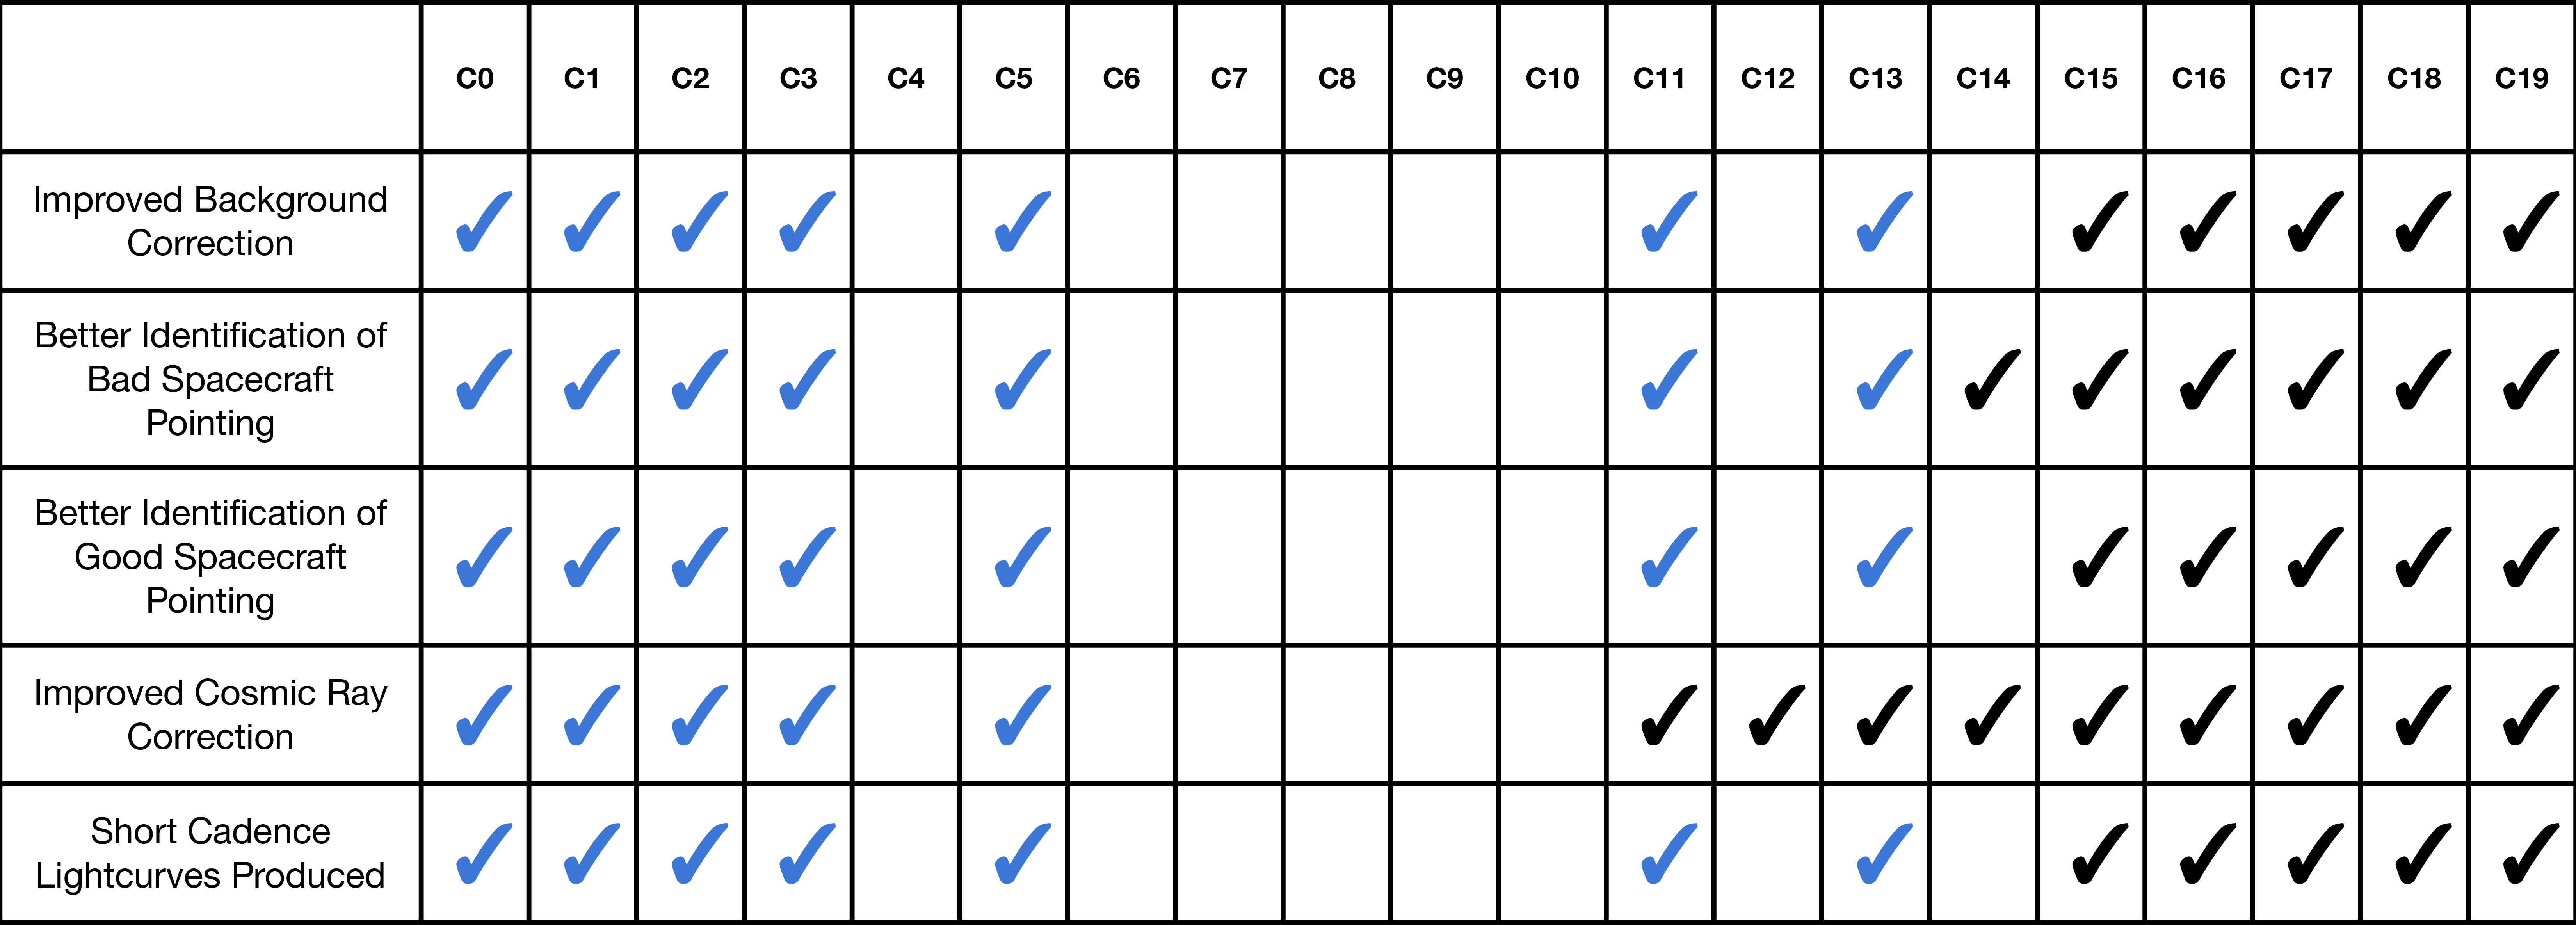 C0 C1 C2 C3 C4 C5 C6 C7 C8 C9 C10 C11 C12 C13 C14 C15 C16 C17 C18 C19
Improved Background
Correction
✓ ✓ ✓ ✓ ✓ ✓ ✓ ✓ ✓ ✓ ✓ ✓
Better Identification of
Bad Spacecraft
Pointing
✓ ✓ ✓ ✓ ✓ ✓ ✓ ✓ ✓ ✓ ✓ ✓ ✓
Better Identification of
Good Spacecraft
Pointing
✓ ✓ ✓ ✓ ✓ ✓ ✓ ✓ ✓ ✓ ✓ ✓
Improved Cosmic Ray
Correction
✓ ✓ ✓ ✓ ✓ ✓ ✓ ✓ ✓ ✓ ✓ ✓ ✓ ✓
Short Cadence
Lightcurves Produced
✓ ✓ ✓ ✓ ✓ ✓ ✓ ✓ ✓ ✓ ✓ ✓